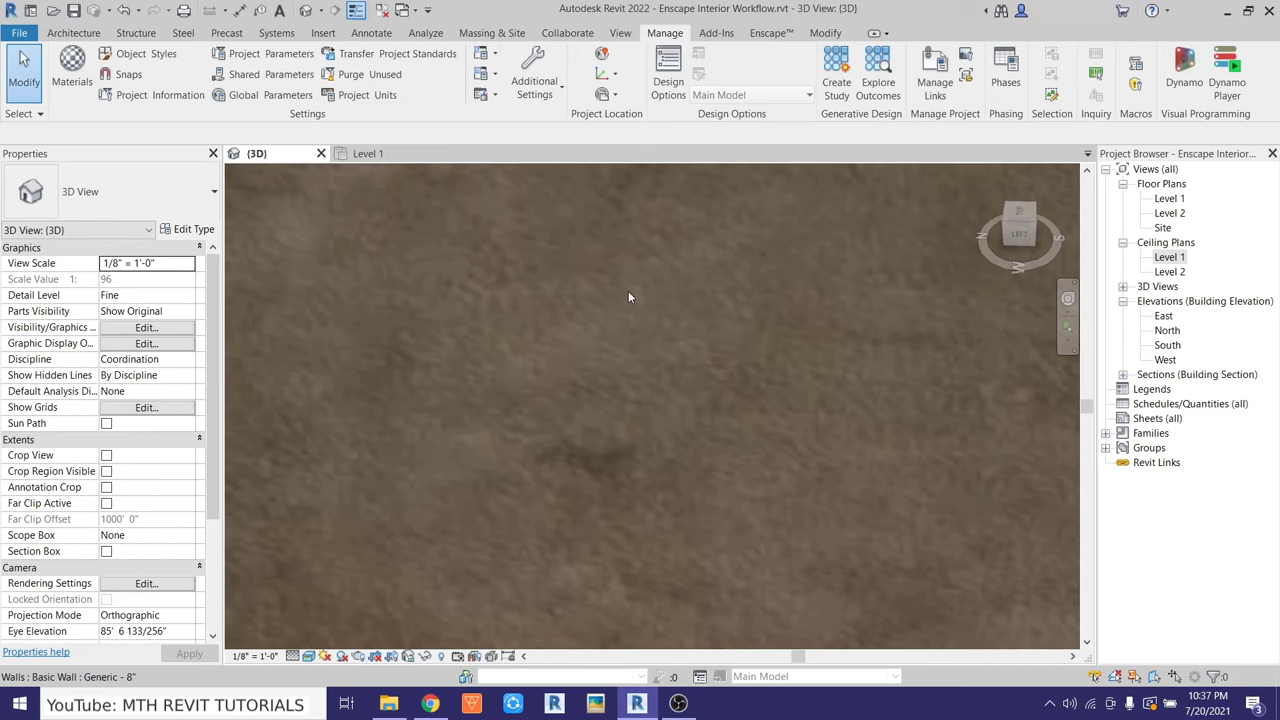 Autodesk Revit 2022 - Enscape Interior Workflow.rvt - 3D View: {3D}
File Architecture Structure Steel Precast Systems Insert Annotate Analyze Massing & Site Collaborate View Manage Add-Ins Enscape™ Modify
Modify
Materials
Object Styles
Snaps
Project Information
Project Parameters
Shared Parameters
Global Parameters
Transfer Project Standards
Purge Unused
Project Units
Additional Settings
Design Options
Main Model
Create Study
Explore Outcomes
Manage Links
Phases
Dynamo
Dynamo Player
Select Settings Project Location Design Options Generative Design Manage Project Phasing Selection Inquiry Macros Visual Programming
Properties
{3D} Level 1
Project Browser - Enscape Interior...
3D View
3D View: {3D} Edit Type
Graphics
View Scale 1/8" = 1'-0"
Scale Value 1: 96
Detail Level Fine
Parts Visibility Show Original
Visibility/Graphics ... Edit...
Graphic Display O... Edit...
Discipline Coordination
Show Hidden Lines By Discipline
Default Analysis Di... None
Show Grids Edit...
Sun Path
Extents
Crop View
Crop Region Visible
Annotation Crop
Far Clip Active
Far Clip Offset 1000' 0"
Scope Box None
Section Box
Camera
Rendering Settings Edit...
Locked Orientation
Projection Mode Orthographic
Eye Elevation 85' 6 133/256"
Properties help Apply
LEFT
N
S
W
Views (all)
Floor Plans
Level 1
Level 2
Site
Ceiling Plans
Level 1
Level 2
3D Views
Elevations (Building Elevation)
East
North
South
West
Sections (Building Section)
Legends
Schedules/Quantities (all)
Sheets (all)
Families
Groups
Revit Links
1/8" = 1'-0"
Walls : Basic Wall : Generic - 8"
:0 Main Model :0
YouTube: MTH REVIT TUTORIALS
10:37 PM
7/20/2021
3